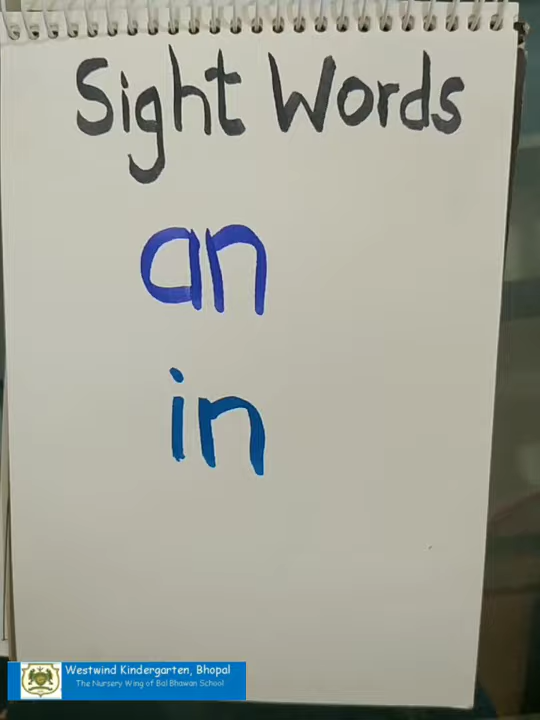 Sight Words
an
in
Westwind Kindergarten, Bhopal
The Nursery Wing of Bal Bhawan School